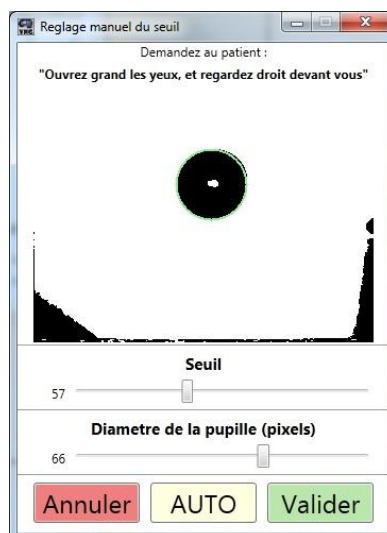 Reglage manuel du seuil
Demandez au patient :
"Ouvrez grand les yeux, et regardez droit devant vous"
Seuil
57
Diametre de la pupille (pixels)
66
Annuler AUTO Valider